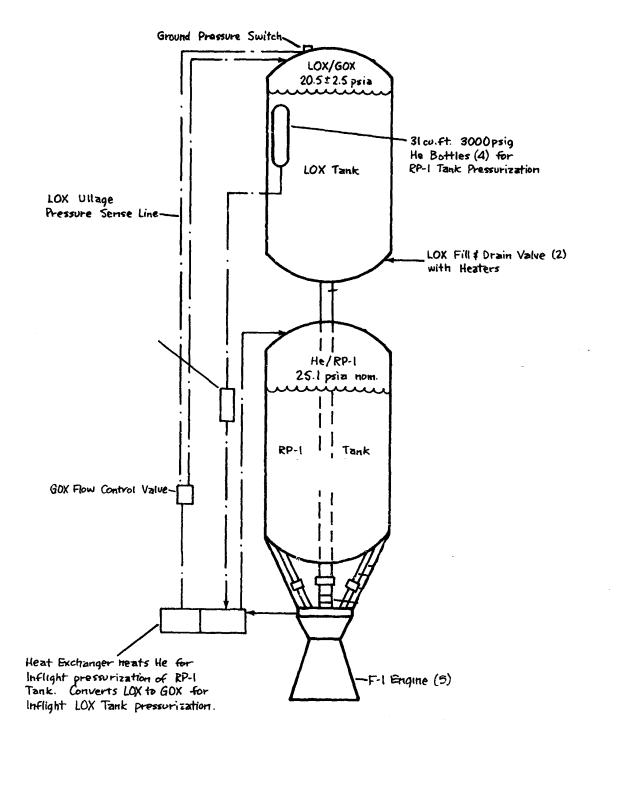 Ground Pressure Switch
LOX/GOX
20.5±2.5 psia
31 cu.ft. 3000 psig
He Bottles (4) for
RP-1 Tank Pressurization
LOX Tank
LOX Ullage
Pressure Sense Line
LOX Fill & Drain Valve (2)
with Heaters
He/RP-1
25.1 psia nom.
RP-1 Tank
GOX Flow Control Valve
Heat Exchanger heats He for
Inflight pressurization of RP-1
Tank. Converts LOX to GOX for
Inflight LOX Tank pressurization.
F-1 Engine (5)